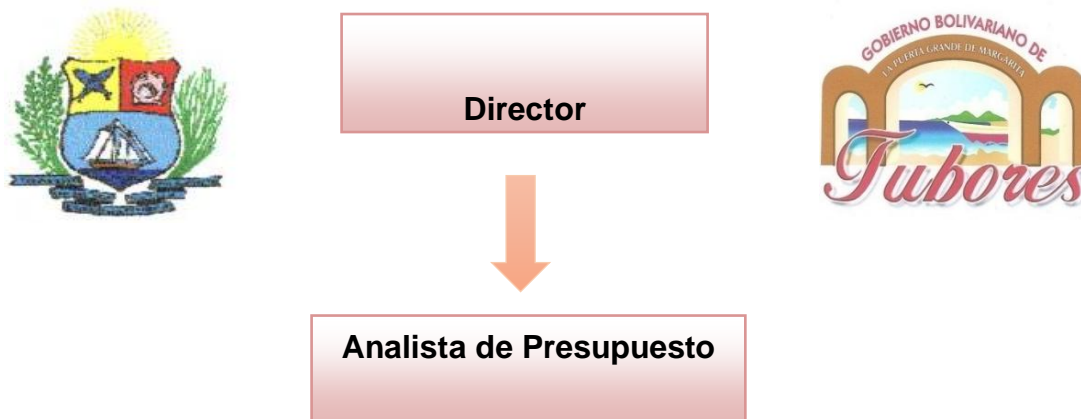 GOBIERNO BOLIVARIANO DE
LA PUERTA GRANDE DE MARGARITA
Tubores
Director
Analista de Presupuesto